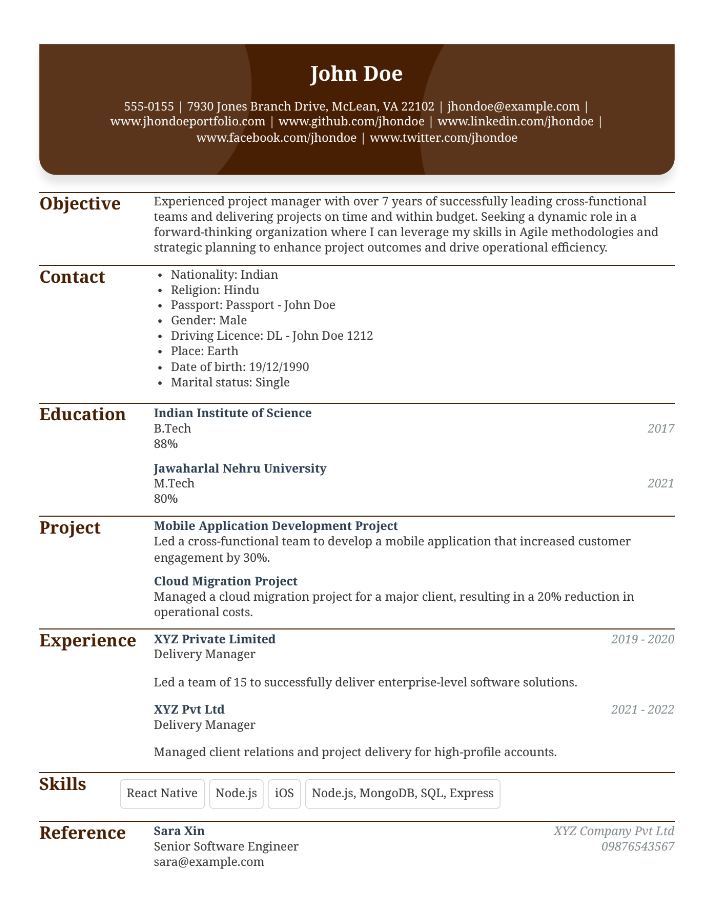 John Doe
555-0155 | 7930 Jones Branch Drive, McLean, VA 22102 | jhondoe@example.com |
www.jhondoeportfolio.com | www.github.com/jhondoe | www.linkedin.com/jhondoe |
www.facebook.com/jhondoe | www.twitter.com/jhondoe
Objective
Experienced project manager with over 7 years of successfully leading cross-functional
teams and delivering projects on time and within budget. Seeking a dynamic role in a
forward-thinking organization where I can leverage my skills in Agile methodologies and
strategic planning to enhance project outcomes and drive operational efficiency.
Contact
• Nationality: Indian
• Religion: Hindu
• Passport: Passport - John Doe
• Gender: Male
• Driving Licence: DL - John Doe 1212
• Place: Earth
• Date of birth: 19/12/1990
• Marital status: Single
Education
Indian Institute of Science
B.Tech 2017
88%
Jawaharlal Nehru University
M.Tech 2021
80%
Project
Mobile Application Development Project
Led a cross-functional team to develop a mobile application that increased customer
engagement by 30%.
Cloud Migration Project
Managed a cloud migration project for a major client, resulting in a 20% reduction in
operational costs.
Experience
XYZ Private Limited 2019 - 2020
Delivery Manager
Led a team of 15 to successfully deliver enterprise-level software solutions.
XYZ Pvt Ltd 2021 - 2022
Delivery Manager
Managed client relations and project delivery for high-profile accounts.
Skills
React Native Node.js iOS Node.js, MongoDB, SQL, Express
Reference
Sara Xin XYZ Company Pvt Ltd
Senior Software Engineer 09876543567
sara@example.com